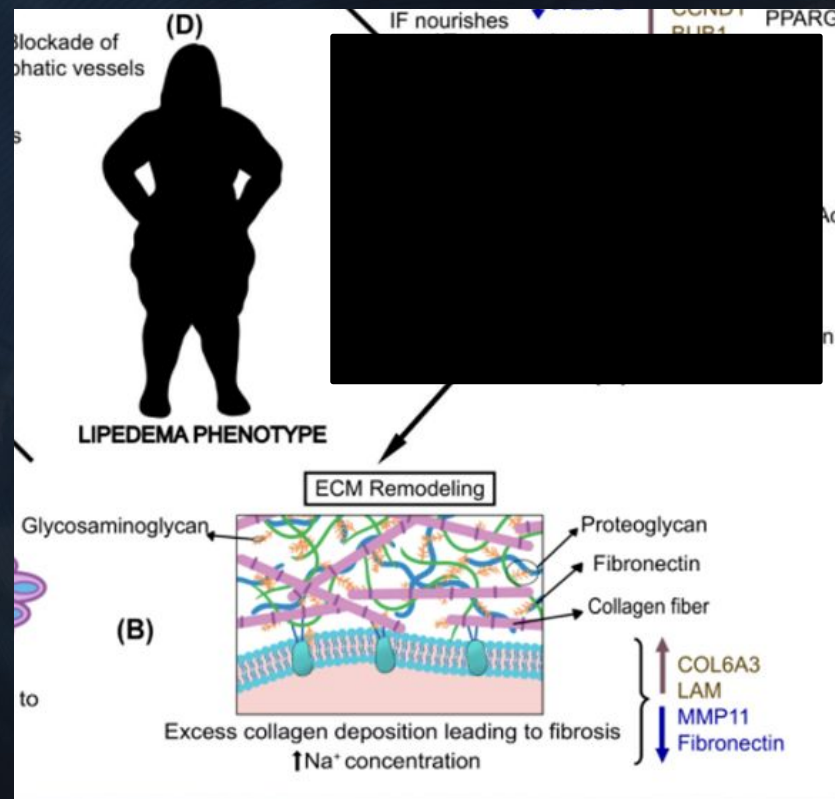 (D)
IF nourishes
PPARG
Blockade of
phatic vessels
s
LIPEDEMA PHENOTYPE
ECM Remodeling
Glycosaminoglycan
Proteoglycan
Fibronectin
Collagen fiber
(B)
to
COL6A3
LAM
MMP11
Fibronectin
Excess collagen deposition leading to fibrosis
↑Na⁺ concentration